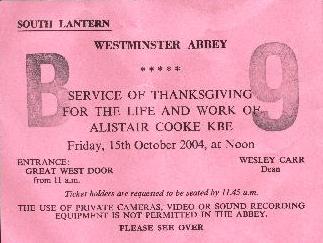 SOUTH LANTERN
WESTMINSTER ABBEY
*****
B 9
SERVICE OF THANKSGIVING
FOR THE LIFE AND WORK OF
ALISTAIR COOKE KBE
Friday, 15th October 2004, at Noon
ENTRANCE: WESLEY CARR
GREAT WEST DOOR Dean
from 11 a.m.
Ticket holders are requested to be seated by 11.45 a.m.
THE USE OF PRIVATE CAMERAS, VIDEO OR SOUND RECORDING
EQUIPMENT IS NOT PERMITTED IN THE ABBEY.
PLEASE SEE OVER